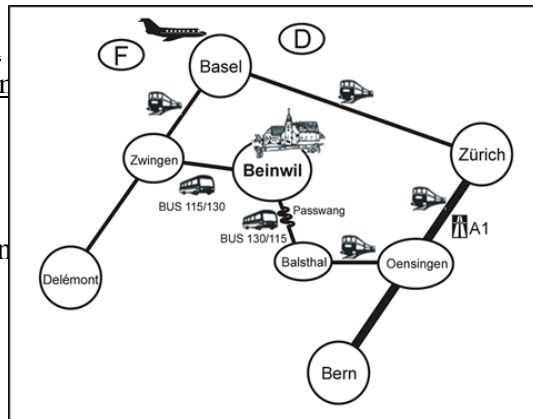 F
D
Basel
Zürich
Zwingen
Beinwil
BUS 115/130
Passwang
BUS 130/115
A1
Balsthal
Oensingen
Delémont
Bern